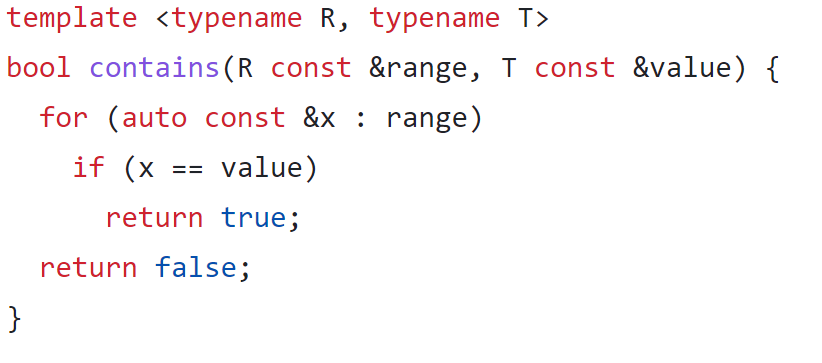 template <typename R, typename T>
bool contains(R const &range, T const &value) {
  for (auto const &x : range)
    if (x == value)
      return true;
  return false;
}